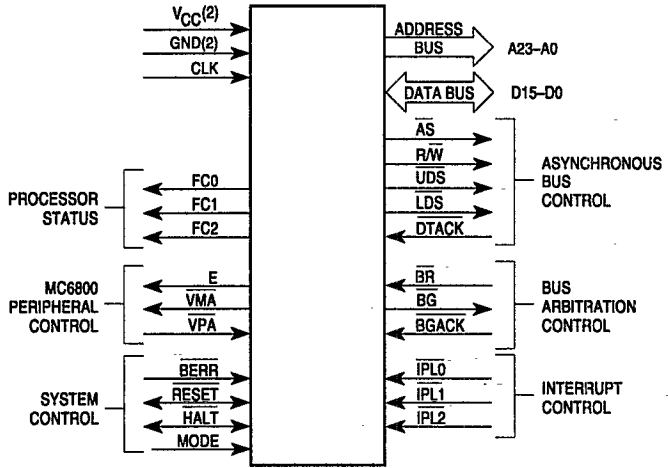 VCC(2)
GND(2)
CLK
PROCESSOR
STATUS
FC0
FC1
FC2
MC6800
PERIPHERAL
CONTROL
E
VMA
VPA
SYSTEM
CONTROL
BERR
RESET
HALT
MODE
ADDRESS
BUS
A23–A0
DATA BUS
D15–D0
AS
R/W
UDS
LDS
DTACK
ASYNCHRONOUS
BUS
CONTROL
BR
BG
BGACK
BUS
ARBITRATION
CONTROL
IPL0
IPL1
IPL2
INTERRUPT
CONTROL